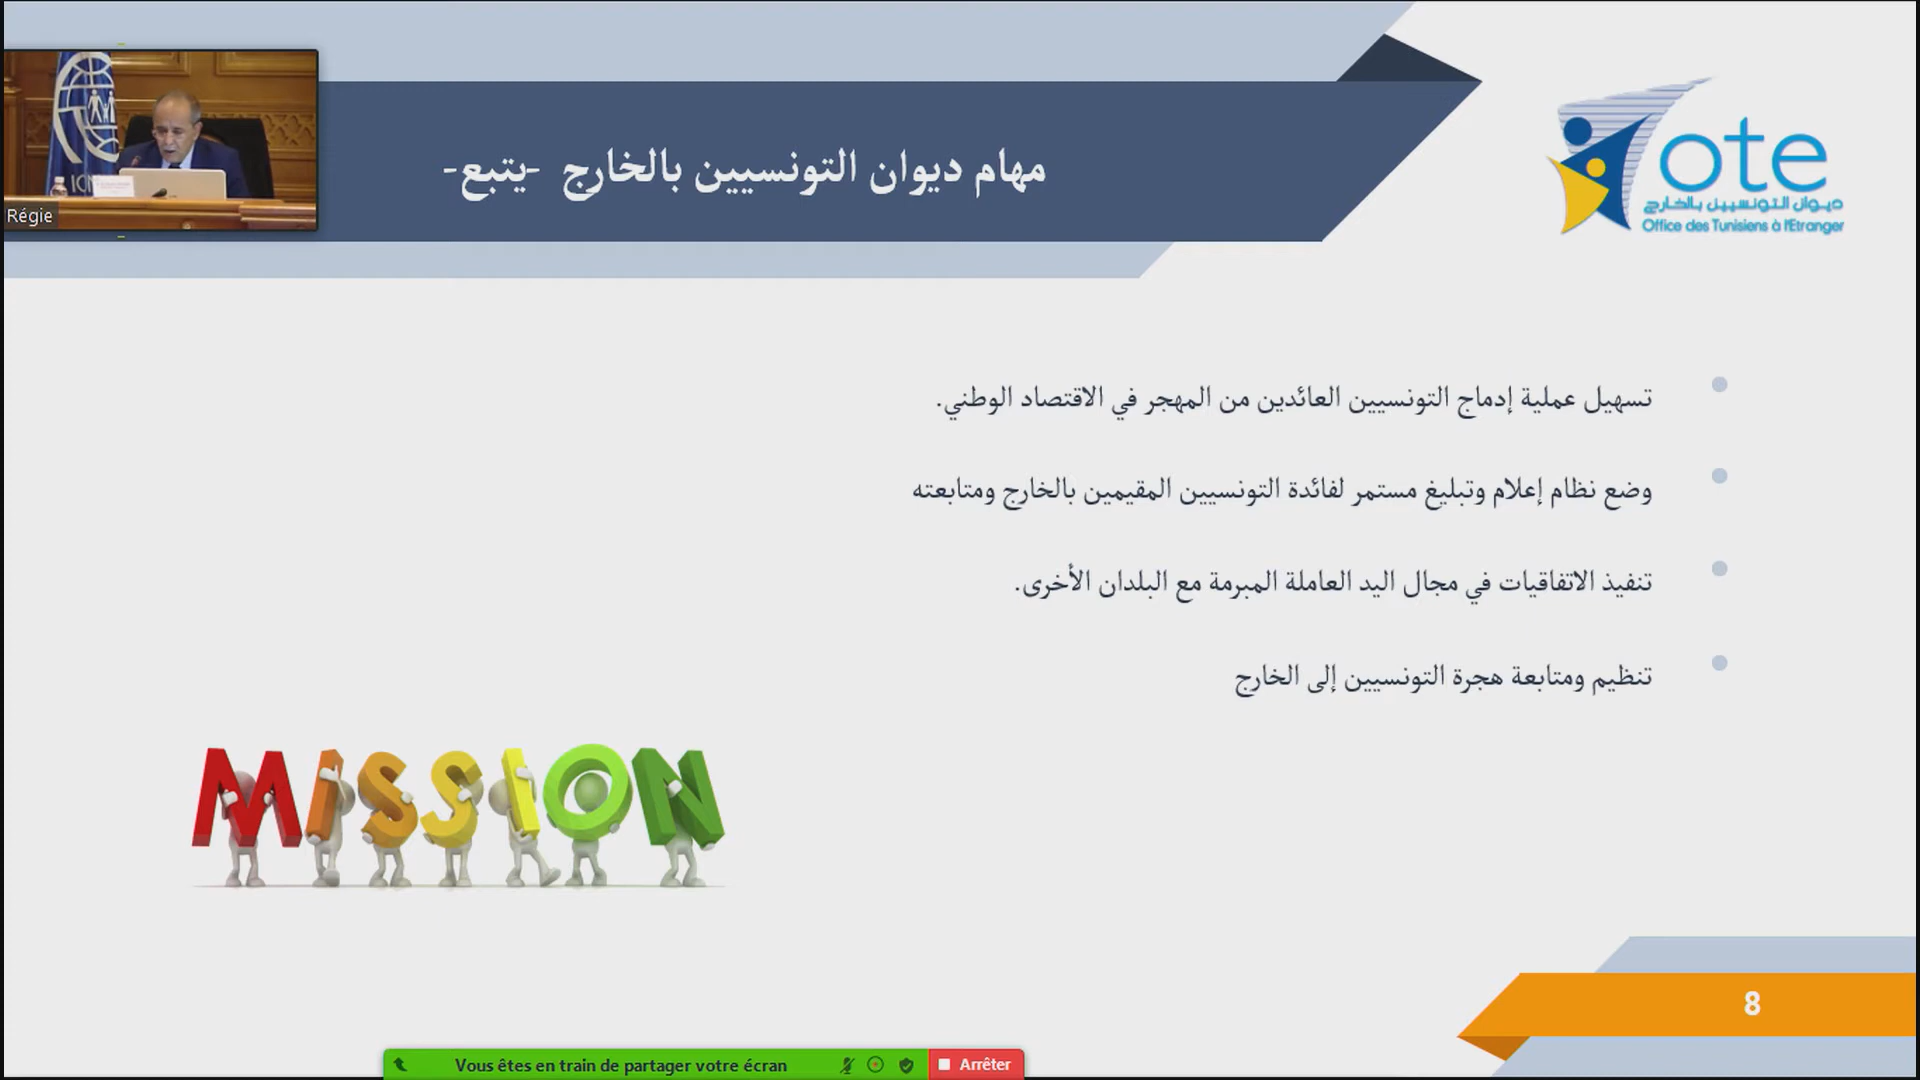 Régie
مهام ديوان التونسيين بالخارج -يتبع-
ote
ديوان التونسيين بالخارج
Office des Tunisiens à l'Etranger
تسهيل عملية إدماج التونسيين العائدين من المهجر في الاقتصاد الوطني.
وضع نظام إعلام وتبليغ مستمر لفائدة التونسيين المقيمين بالخارج ومتابعته
تنفيذ الاتفاقيات في مجال اليد العاملة المبرمة مع البلدان الأخرى.
تنظيم ومتابعة هجرة التونسيين إلى الخارج
MISSION
8
Vous êtes en train de partager votre écran
Arrêter